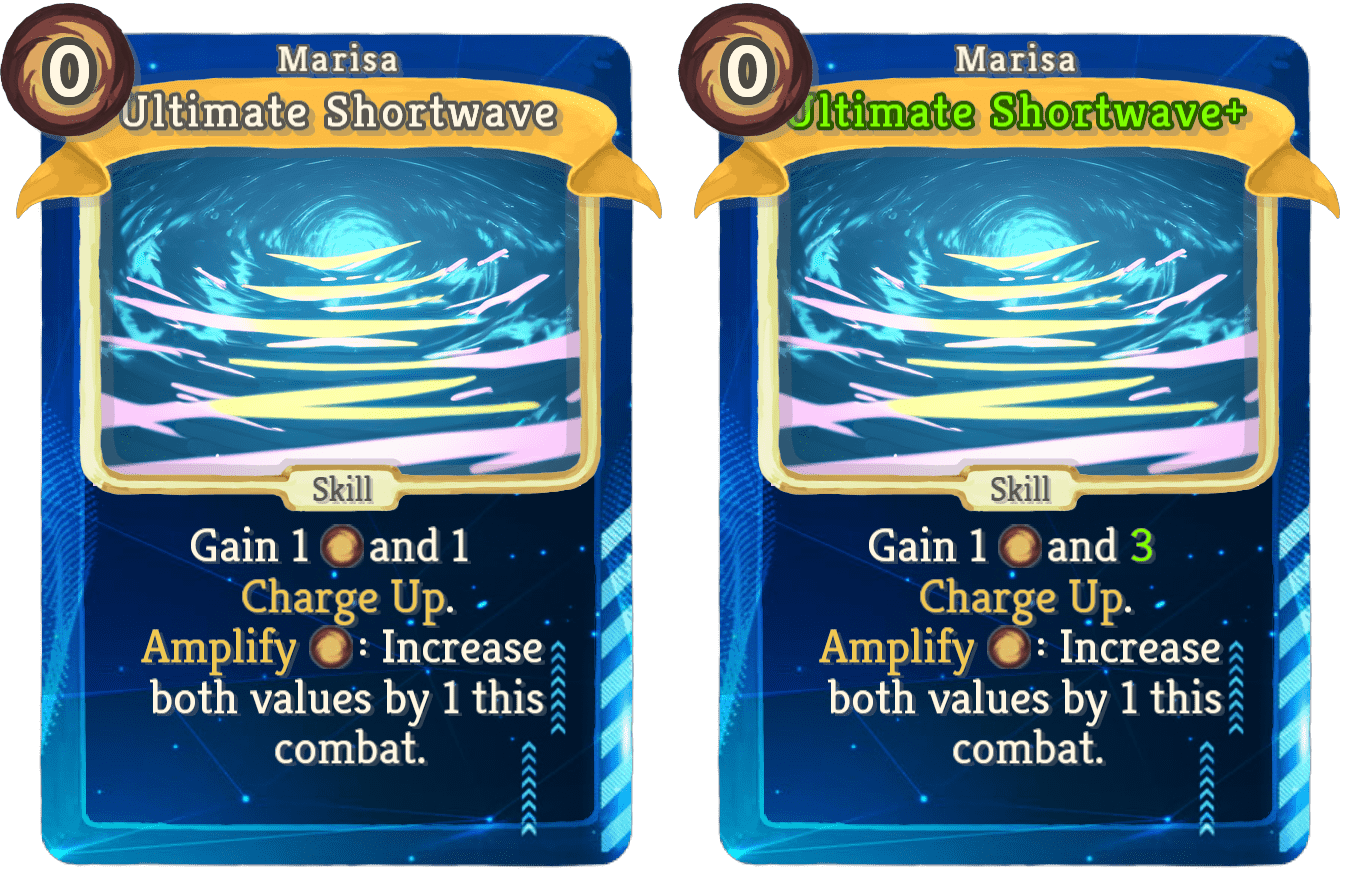 0
Marisa
Ultimate Shortwave
Skill
Gain 1 and 1
Charge Up.
Amplify : Increase
both values by 1 this
combat.
0
Marisa
Ultimate Shortwave+
Skill
Gain 1 and 3
Charge Up.
Amplify : Increase
both values by 1 this
combat.